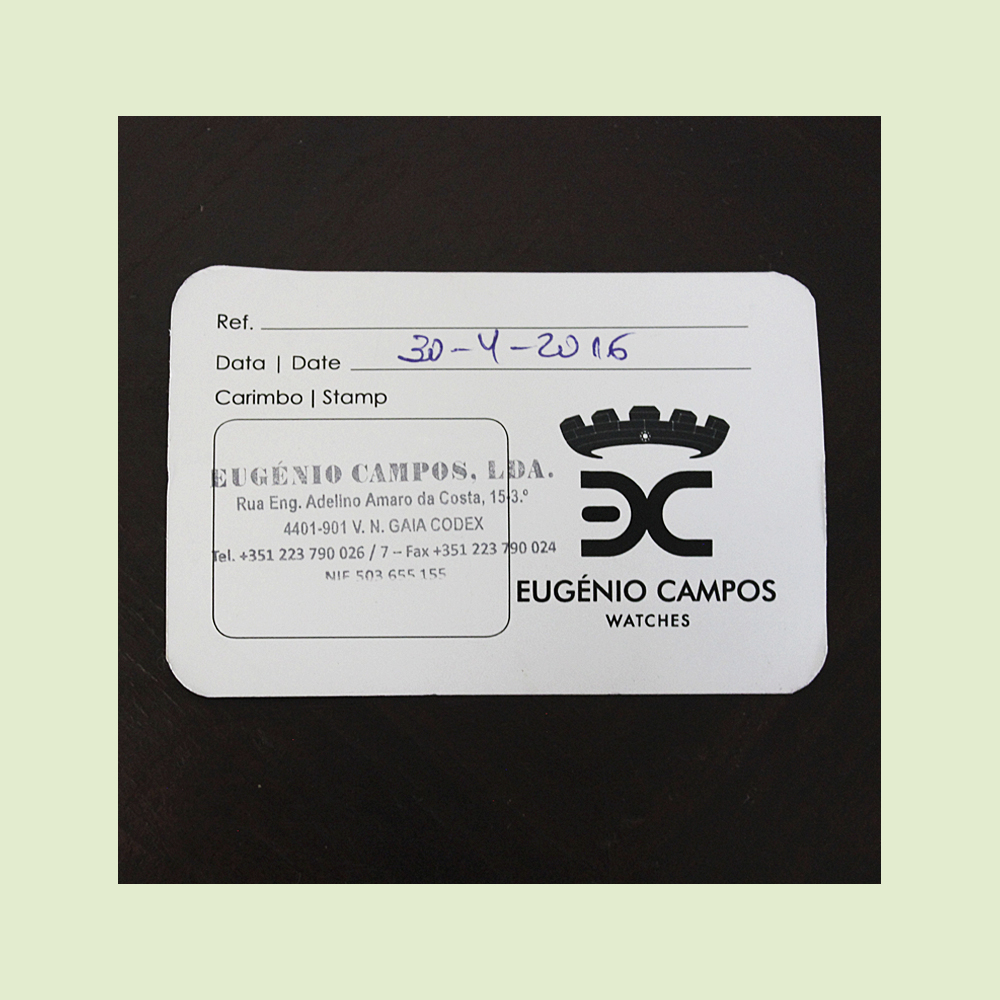 Ref.
Data | Date 30-4-2016
Carimbo | Stamp
EUGÉNIO CAMPOS, LDA.
Rua Eng. Adelino Amaro da Costa, 15-3.º
4401-901 V. N. GAIA CODEX
Tel. +351 223 790 026 / 7 – Fax +351 223 790 024
NIF 503 655 155
EC
EUGÉNIO CAMPOS
WATCHES